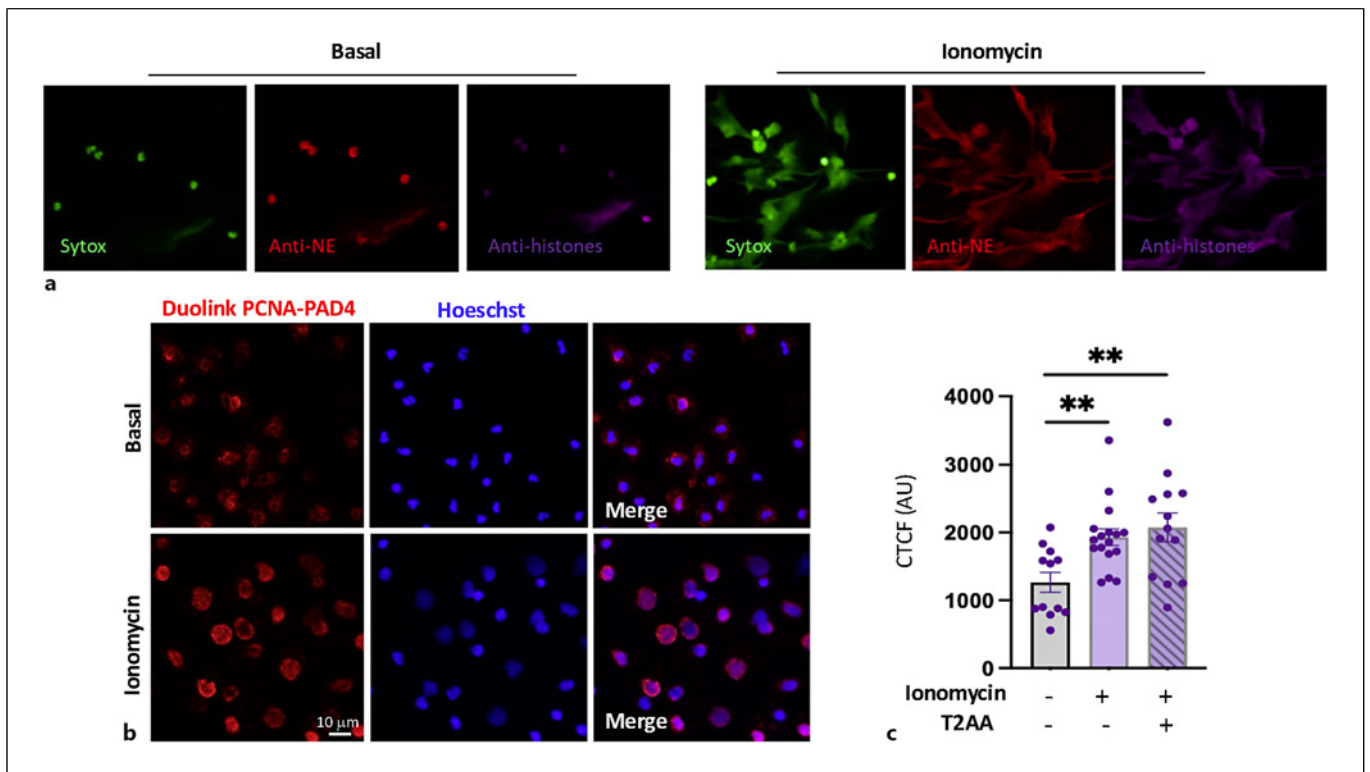 Basal
Ionomycin
Sytox
Anti-NE
Anti-histones
Sytox
Anti-NE
Anti-histones
a
Duolink PCNA-PAD4
Hoeschst
Basal
Merge
Ionomycin
10 µm
Merge
b
**
**
CTCF (AU)
4000
3000
2000
1000
0
Ionomycin - + +
T2AA - - +
c